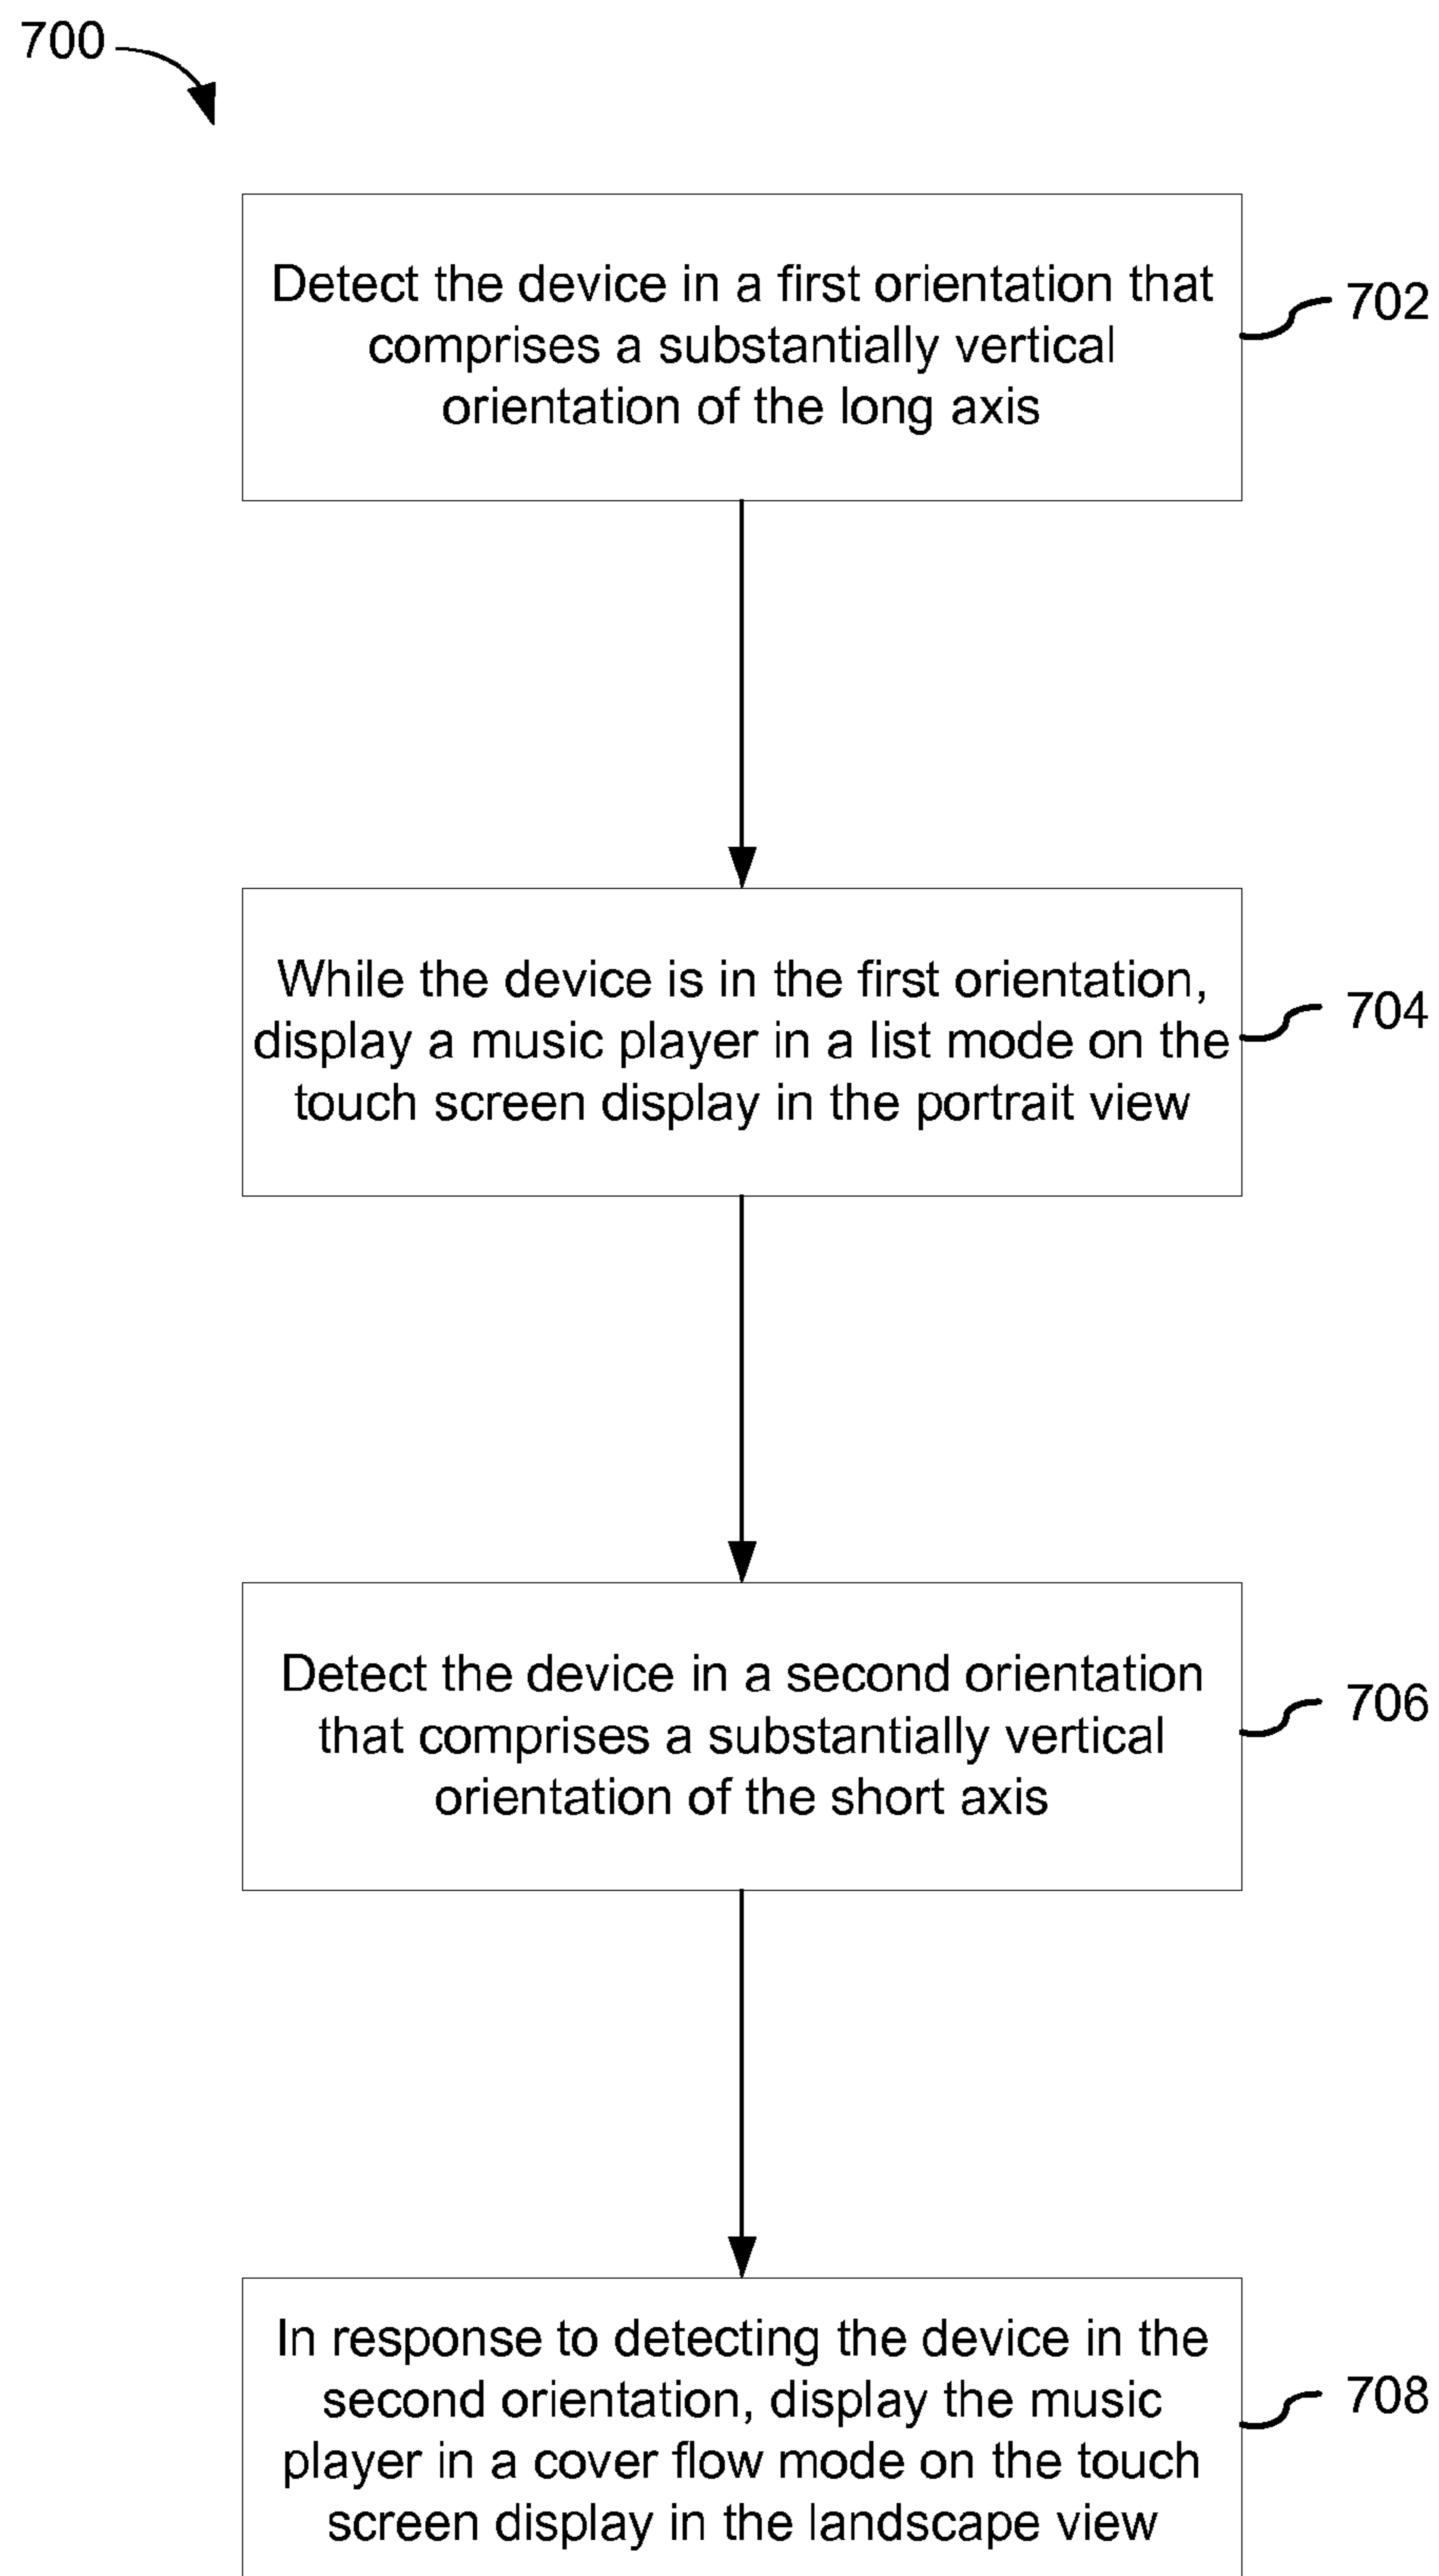 700
Detect the device in a first orientation that
comprises a substantially vertical
orientation of the long axis
702
While the device is in the first orientation,
display a music player in a list mode on the
touch screen display in the portrait view
704
Detect the device in a second orientation
that comprises a substantially vertical
orientation of the short axis
706
In response to detecting the device in the
second orientation, display the music
player in a cover flow mode on the touch
screen display in the landscape view
708